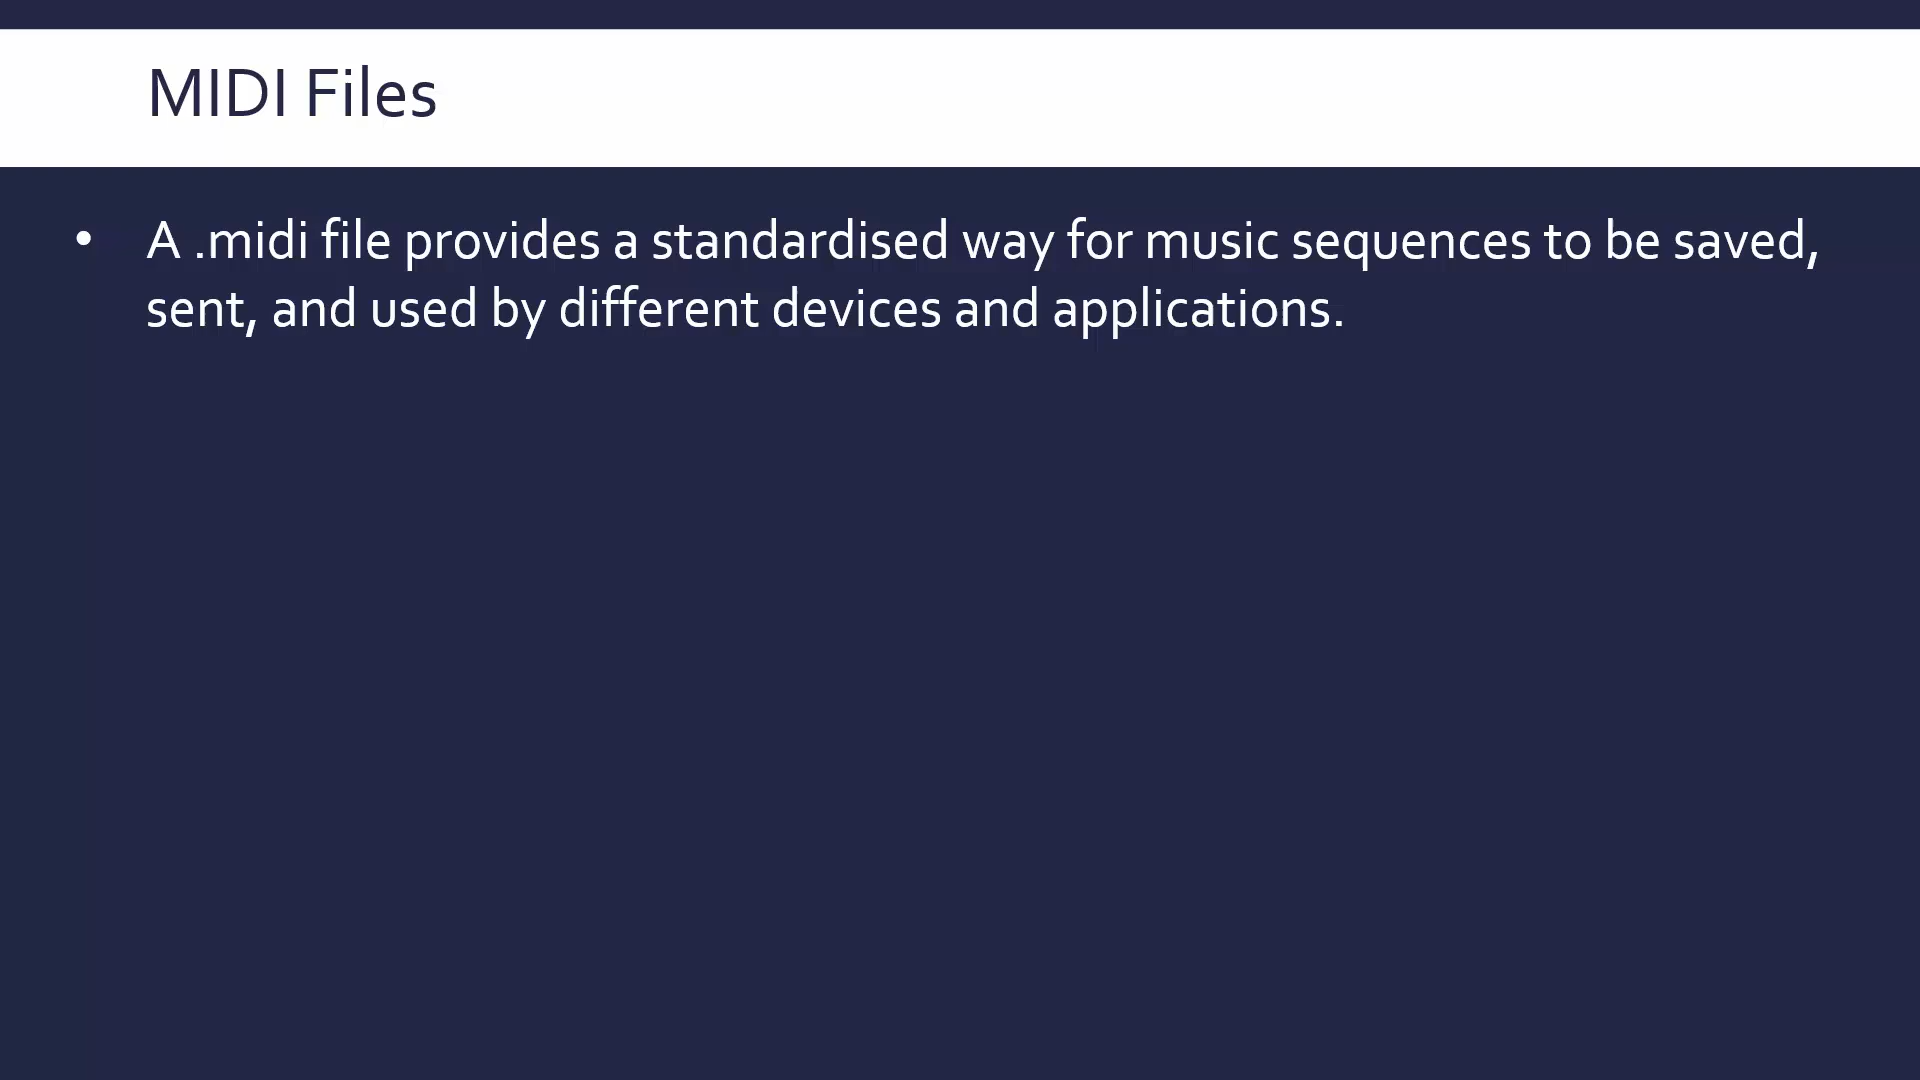 MIDI Files
• A .midi file provides a standardised way for music sequences to be saved,
sent, and used by different devices and applications.